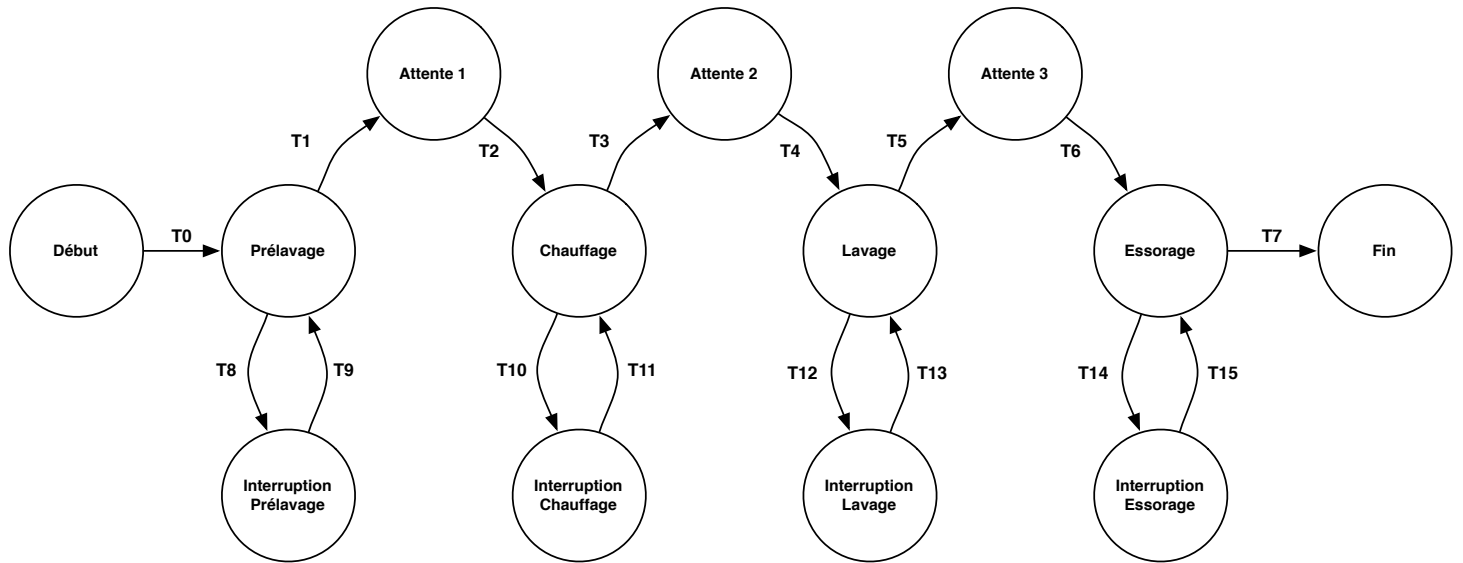 Attente 1
Attente 2
Attente 3
T1
T2
T3
T4
T5
T6
Début
T0
Prélavage
Chauffage
Lavage
Essorage
T7
Fin
T8
T9
T10
T11
T12
T13
T14
T15
Interruption
Prélavage
Interruption
Chauffage
Interruption
Lavage
Interruption
Essorage